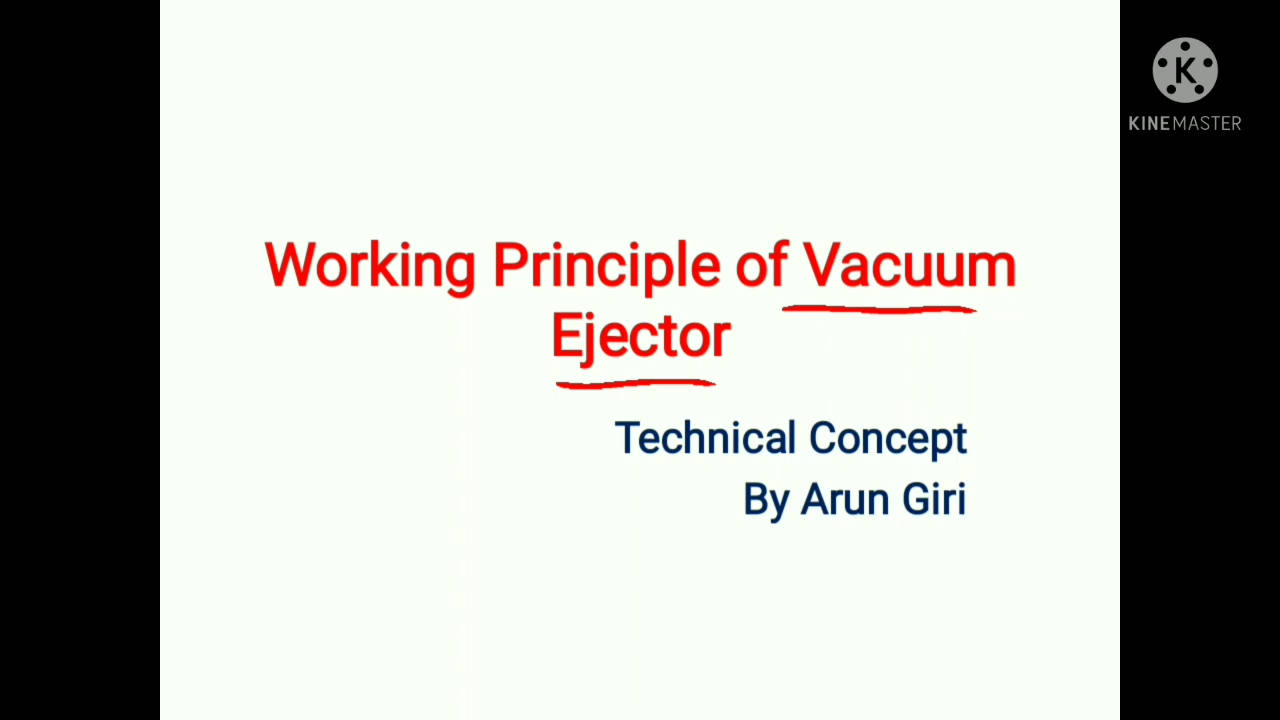 Working Principle of Vacuum
Ejector
Technical Concept
By Arun Giri
K
KINEMASTER